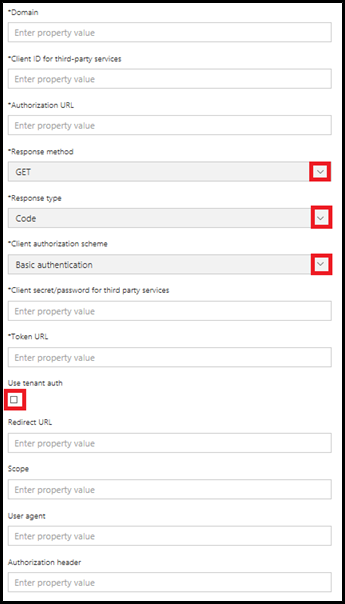 *Domain
Enter property value
*Client ID for third-party services
Enter property value
*Authorization URL
Enter property value
*Response method
GET
*Response type
Code
*Client authorization scheme
Basic authentication
*Client secret/password for third party services
Enter property value
*Token URL
Enter property value
Use tenant auth
Redirect URL
Enter property value
Scope
Enter property value
User agent
Enter property value
Authorization header
Enter property value